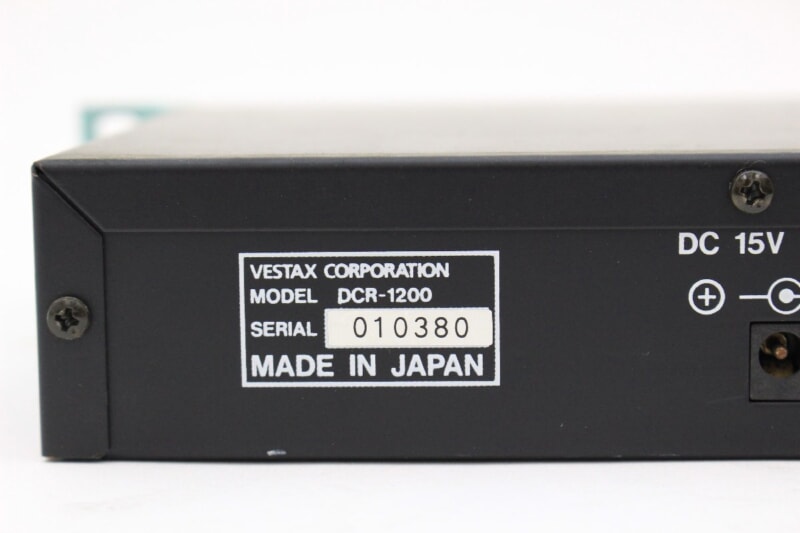 VESTAX CORPORATION
MODEL DCR-1200
SERIAL 010380
MADE IN JAPAN
DC 15V